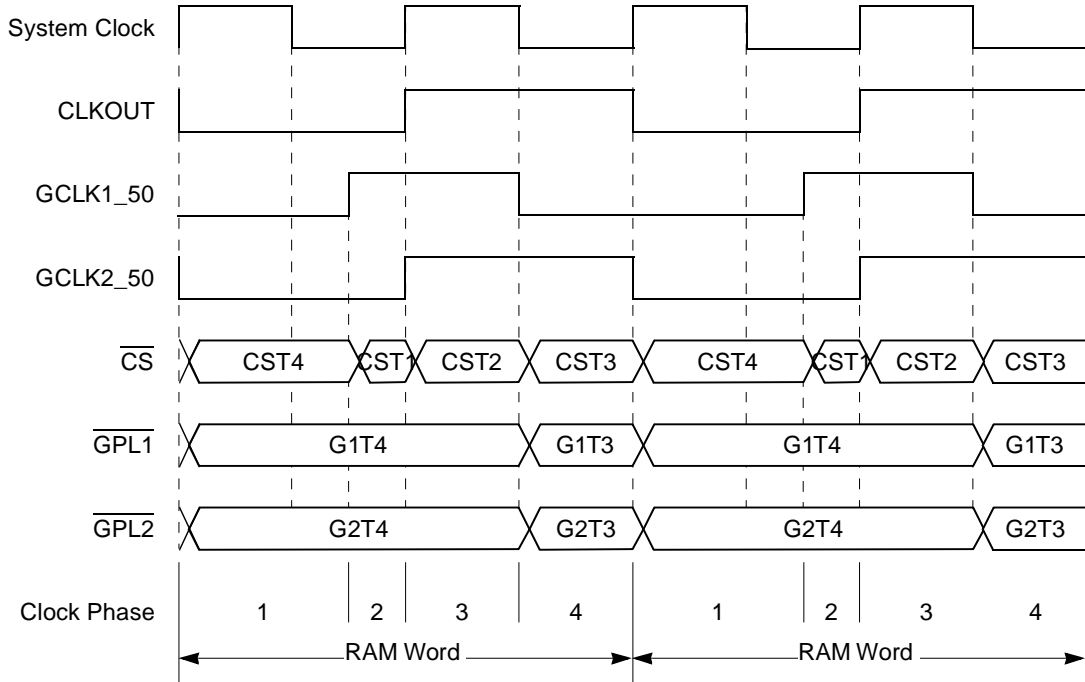 System Clock
CLKOUT
GCLK1_50
GCLK2_50
CS CST4 CST1 CST2 CST3 CST4 CST1 CST2 CST3
GPL1 G1T4 G1T3 G1T4 G1T3
GPL2 G2T4 G2T3 G2T4 G2T3
Clock Phase 1 2 3 4 1 2 3 4
RAM Word RAM Word